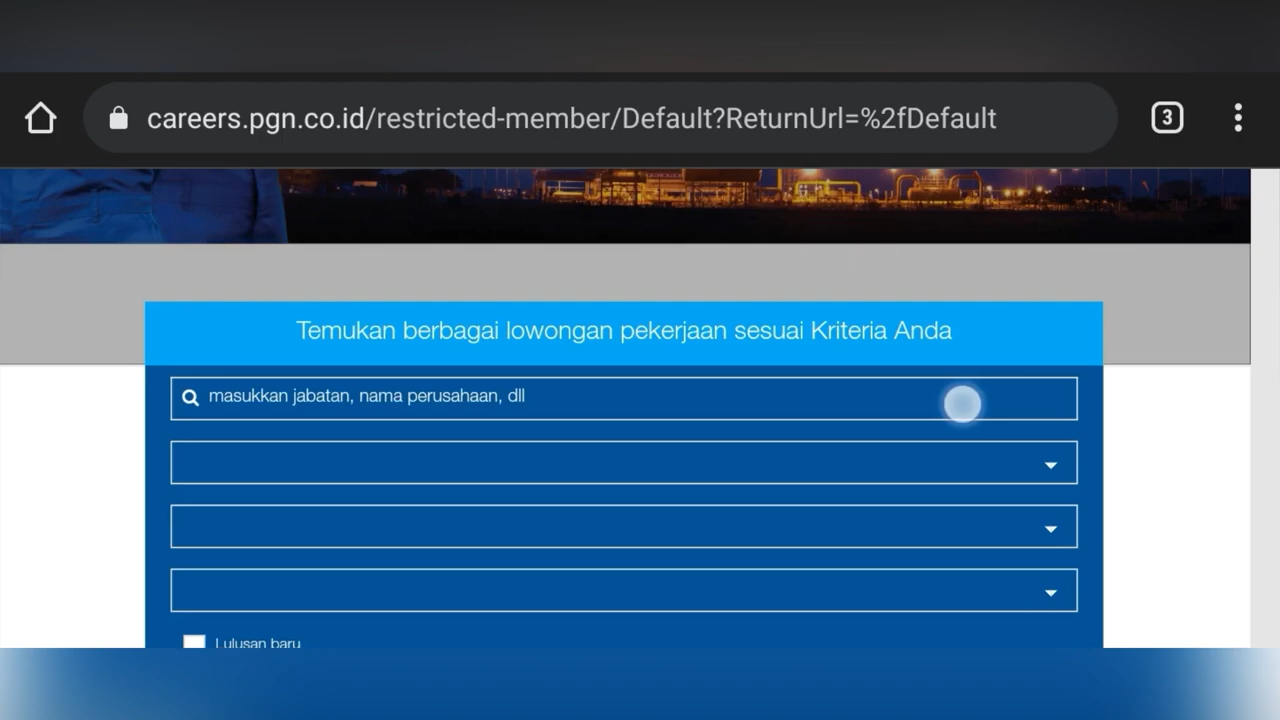 careers.pgn.co.id/restricted-member/Default?ReturnUrl=%2fDefault
3
Temukan berbagai lowongan pekerjaan sesuai Kriteria Anda
masukkan jabatan, nama perusahaan, dll
Lulusan baru